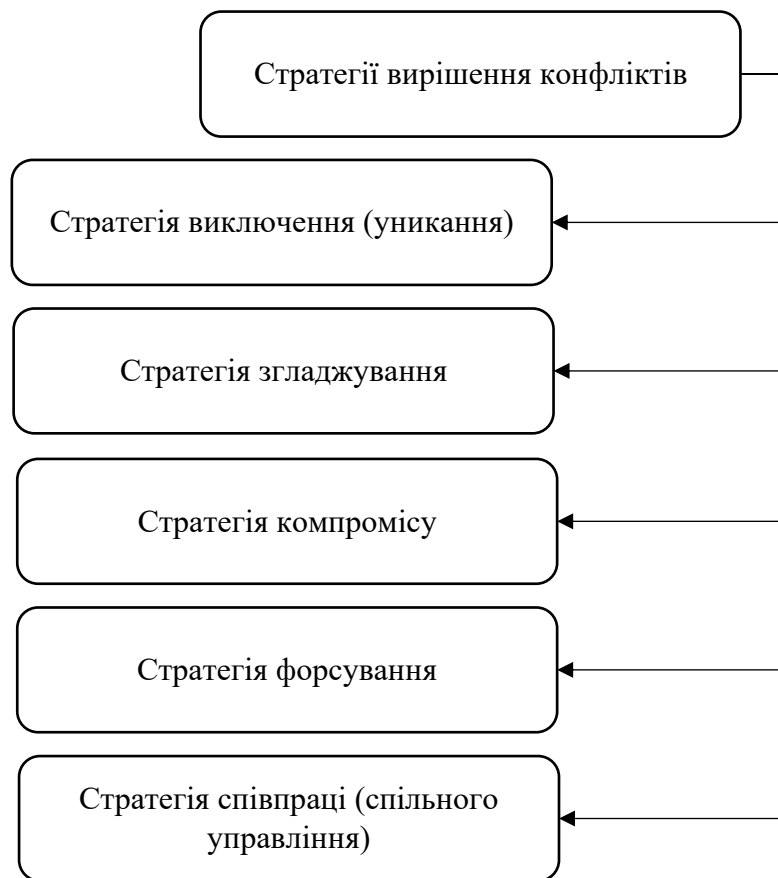 Стратегії вирішення конфліктів
Стратегія виключення (уникання)
Стратегія згладжування
Стратегія компромісу
Стратегія форсування
Стратегія співпраці (спільного
управління)